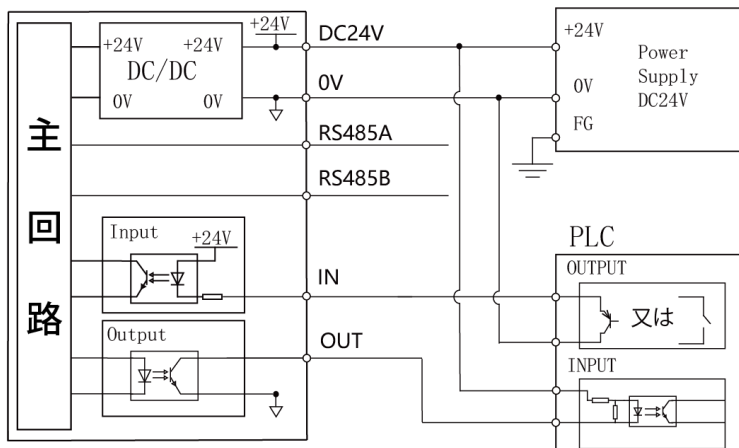 主回路
+24V
+24V
+24V
DC/DC
0V
0V
DC24V
0V
RS485A
RS485B
Input
+24V
IN
Output
OUT
+24V
Power
Supply
DC24V
0V
FG
PLC
OUTPUT
又は
INPUT